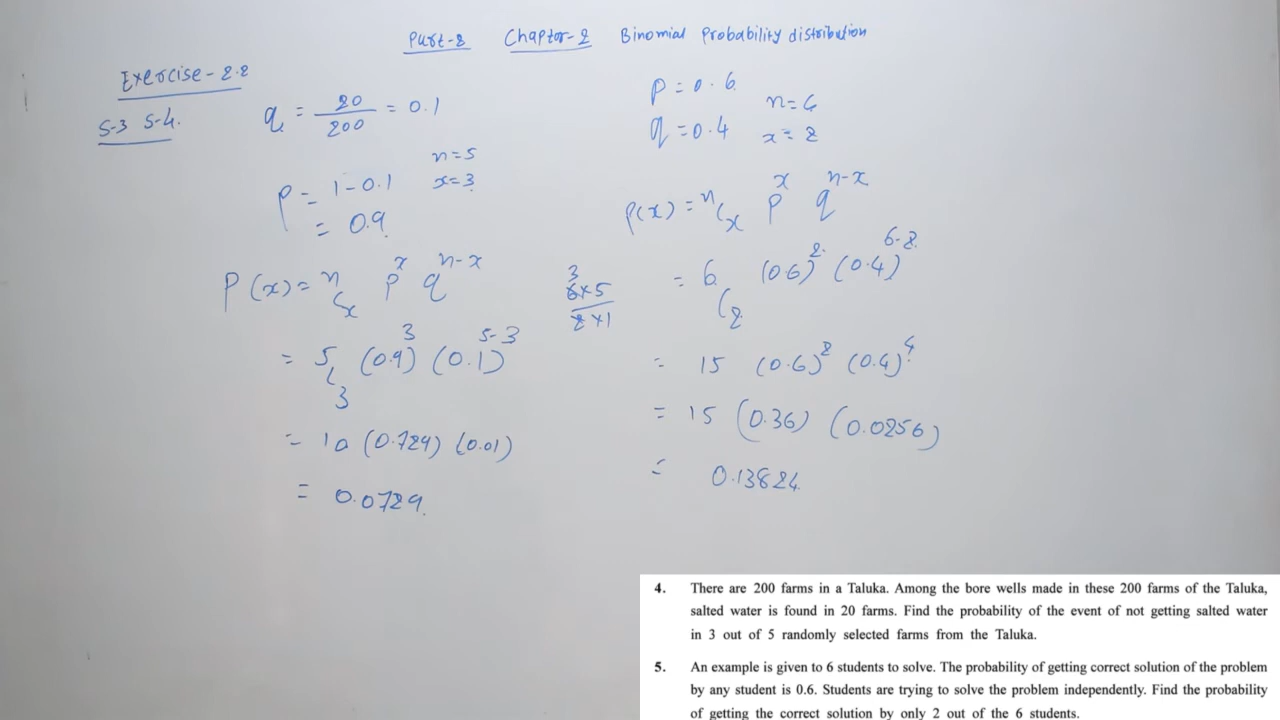 Part-2 Chapter-2 Binomial Probability distribution
Exercise-2.2
S-3 S-4.
q = 20/200 = 0.1
n=5
x=3
p = 1-0.1
= 0.9
P(x) = nCx p^x q^n-x
= 5C3 (0.9)^3 (0.1)^5-3
= 10 (0.729) (0.01)
= 0.0729.
p = 0.6
q = 0.4
n=6
x=2
p(x) = nCx p^x q^n-x
= 6C2 (0.6)^2 (0.4)^6-2
3
6×5
2×1
= 15 (0.6)^2 (0.4)^4
= 15 (0.36) (0.0256)
= 0.13824
4. There are 200 farms in a Taluka. Among the bore wells made in these 200 farms of the Taluka,
salted water is found in 20 farms. Find the probability of the event of not getting salted water
in 3 out of 5 randomly selected farms from the Taluka.
5. An example is given to 6 students to solve. The probability of getting correct solution of the problem
by any student is 0.6. Students are trying to solve the problem independently. Find the probability
of getting the correct solution by only 2 out of the 6 students.